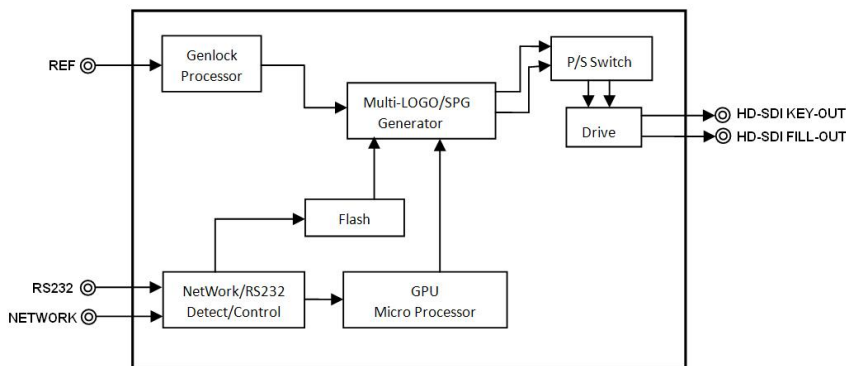 REF
Genlock
Processor
P/S Switch
Multi-LOGO/SPG
Generator
HD-SDI KEY-OUT
Drive
HD-SDI FILL-OUT
Flash
RS232
NetWork/RS232
Detect/Control
GPU
Micro Processor
NETWORK